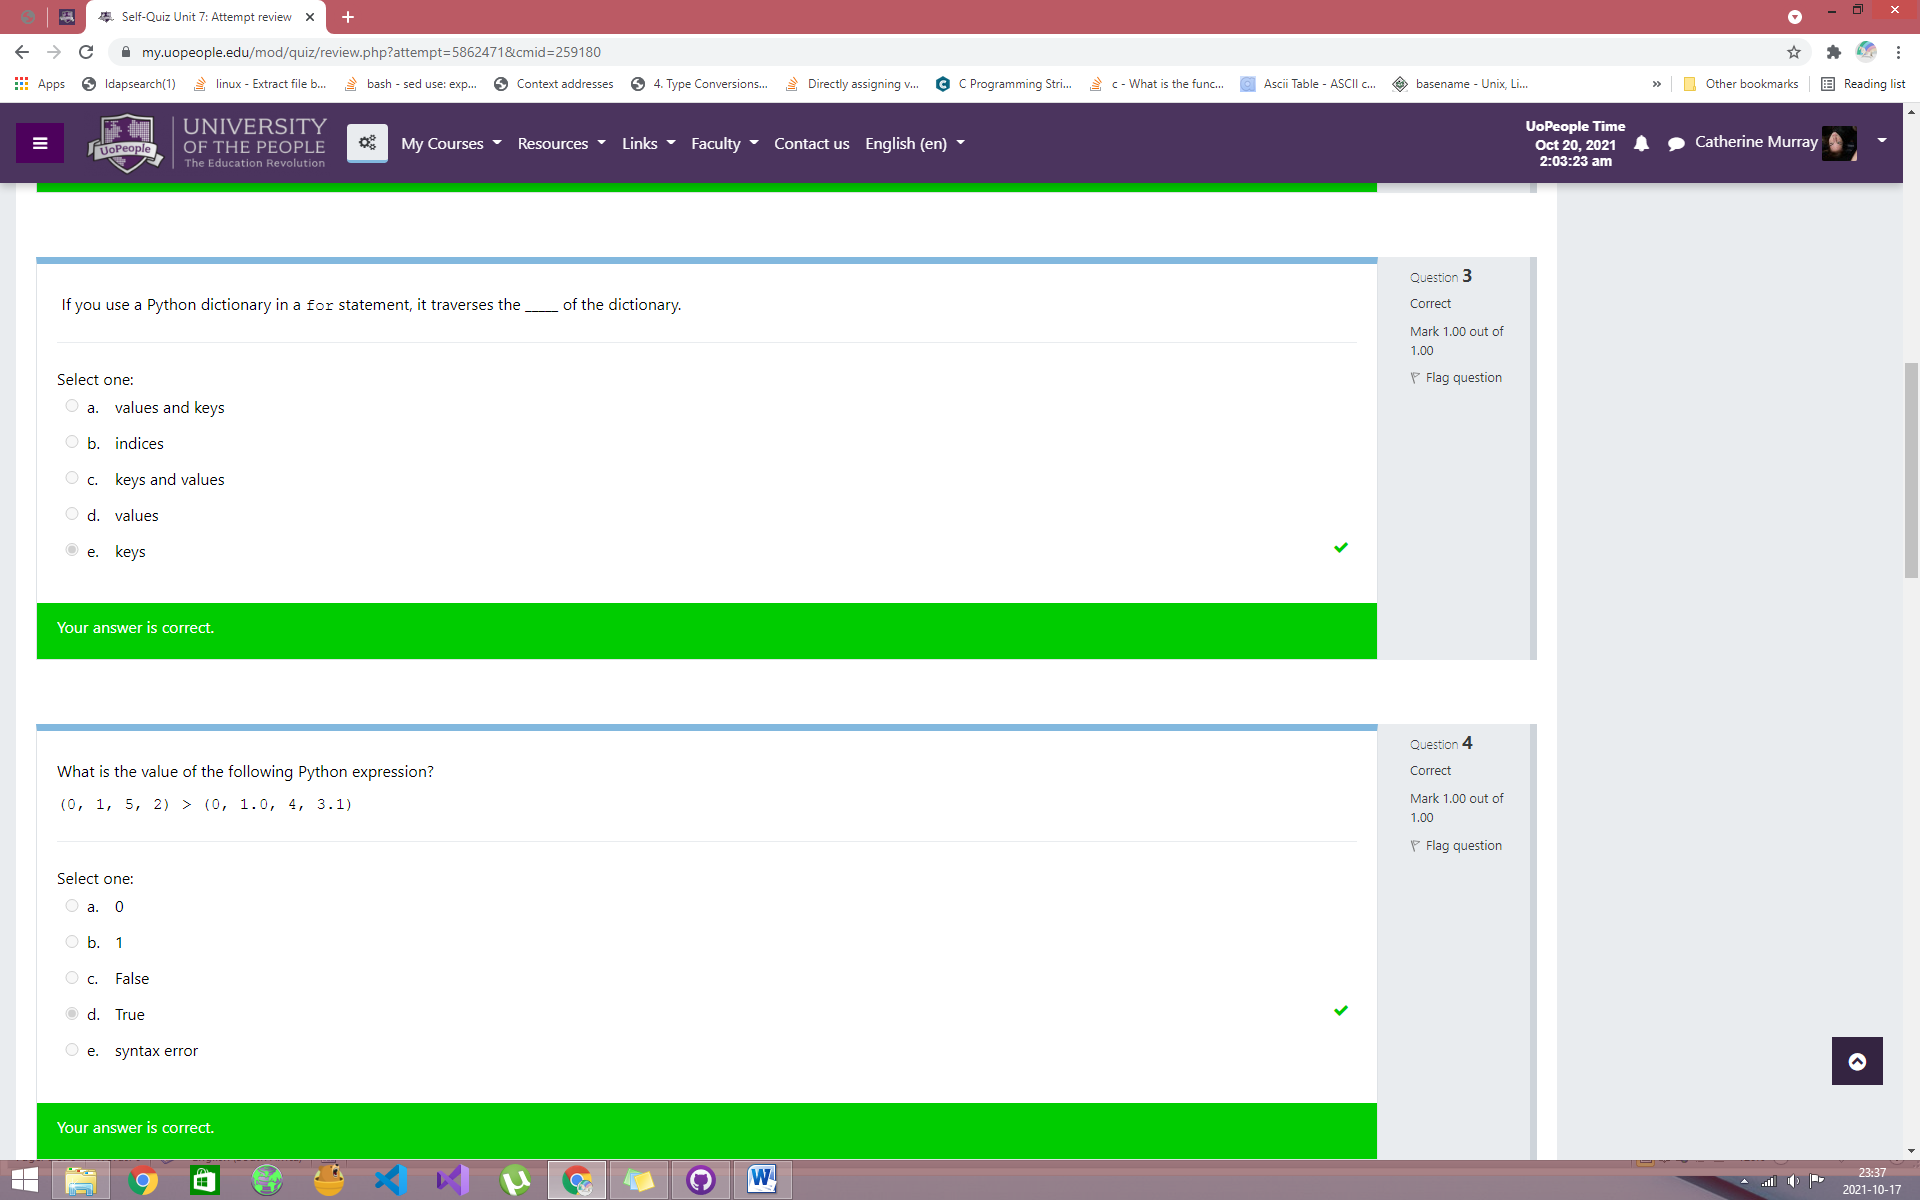 Self-Quiz Unit 7: Attempt review
my.uopeople.edu/mod/quiz/review.php?attempt=5862471&cmid=259180
Apps ldapsearch(1) linux - Extract file b... bash - sed use: exp... Context addresses 4. Type Conversions... Directly assigning v... C Programming Stri... c - What is the func... Ascii Table - ASCII c... basename - Unix, Li... » Other bookmarks Reading list
UoPeople
UNIVERSITY
OF THE PEOPLE
The Education Revolution
My Courses Resources Links Faculty Contact us English (en)
UoPeople Time
Oct 20, 2021
2:03:23 am
Catherine Murray
If you use a Python dictionary in a for statement, it traverses the _____ of the dictionary.
Select one:
a. values and keys
b. indices
c. keys and values
d. values
e. keys
Your answer is correct.
Question 3
Correct
Mark 1.00 out of
1.00
Flag question
What is the value of the following Python expression?
(0, 1, 5, 2) > (0, 1.0, 4, 3.1)
Select one:
a. 0
b. 1
c. False
d. True
e. syntax error
Your answer is correct.
Question 4
Correct
Mark 1.00 out of
1.00
Flag question
23:37
2021-10-17